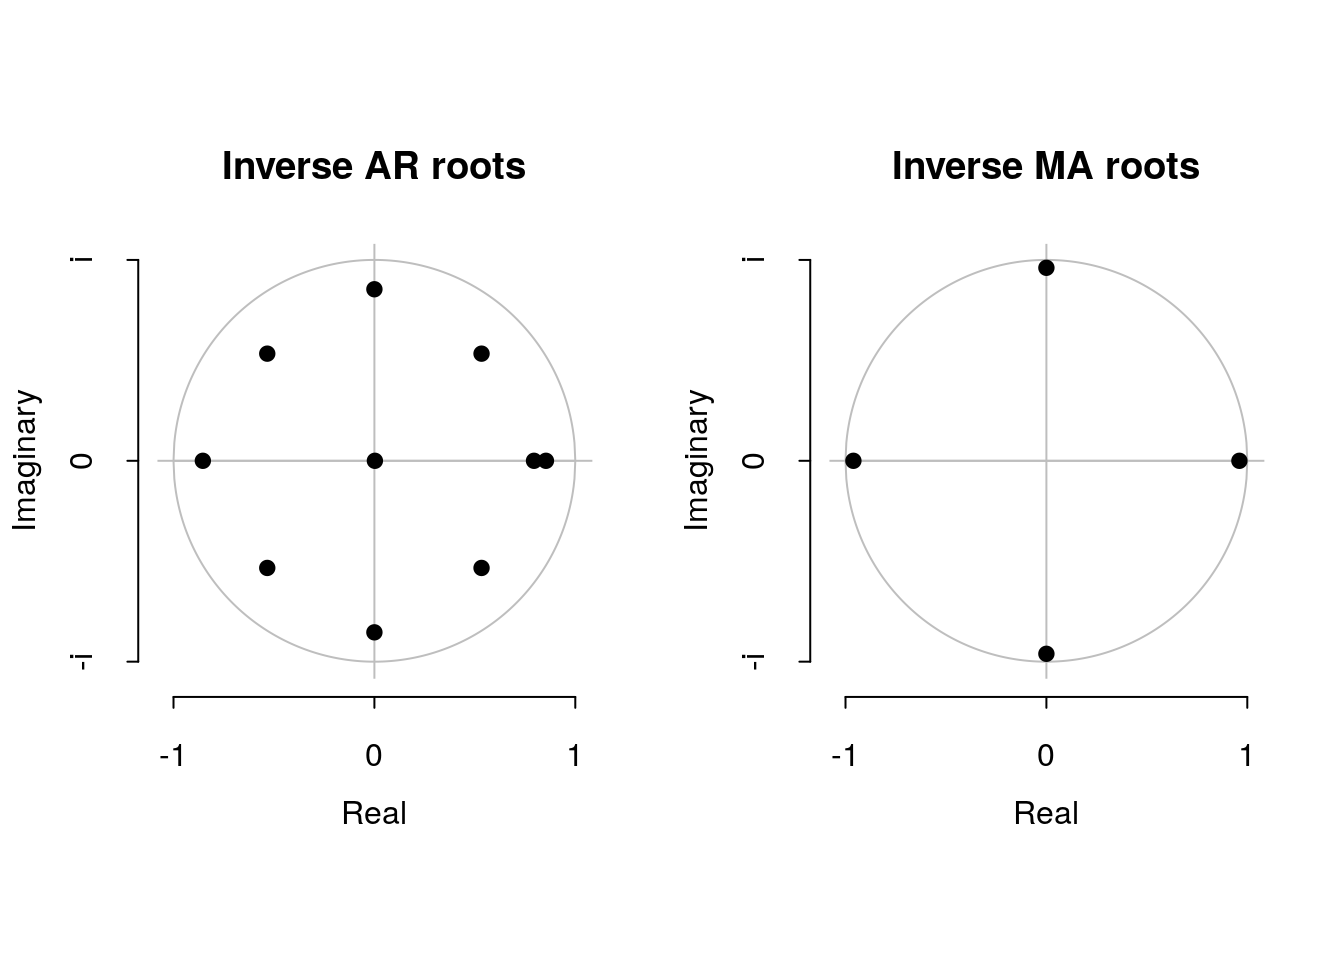 Inverse AR roots
i
0
-i
Imaginary
-1 0 1
Real
Inverse MA roots
i
0
-i
Imaginary
-1 0 1
Real